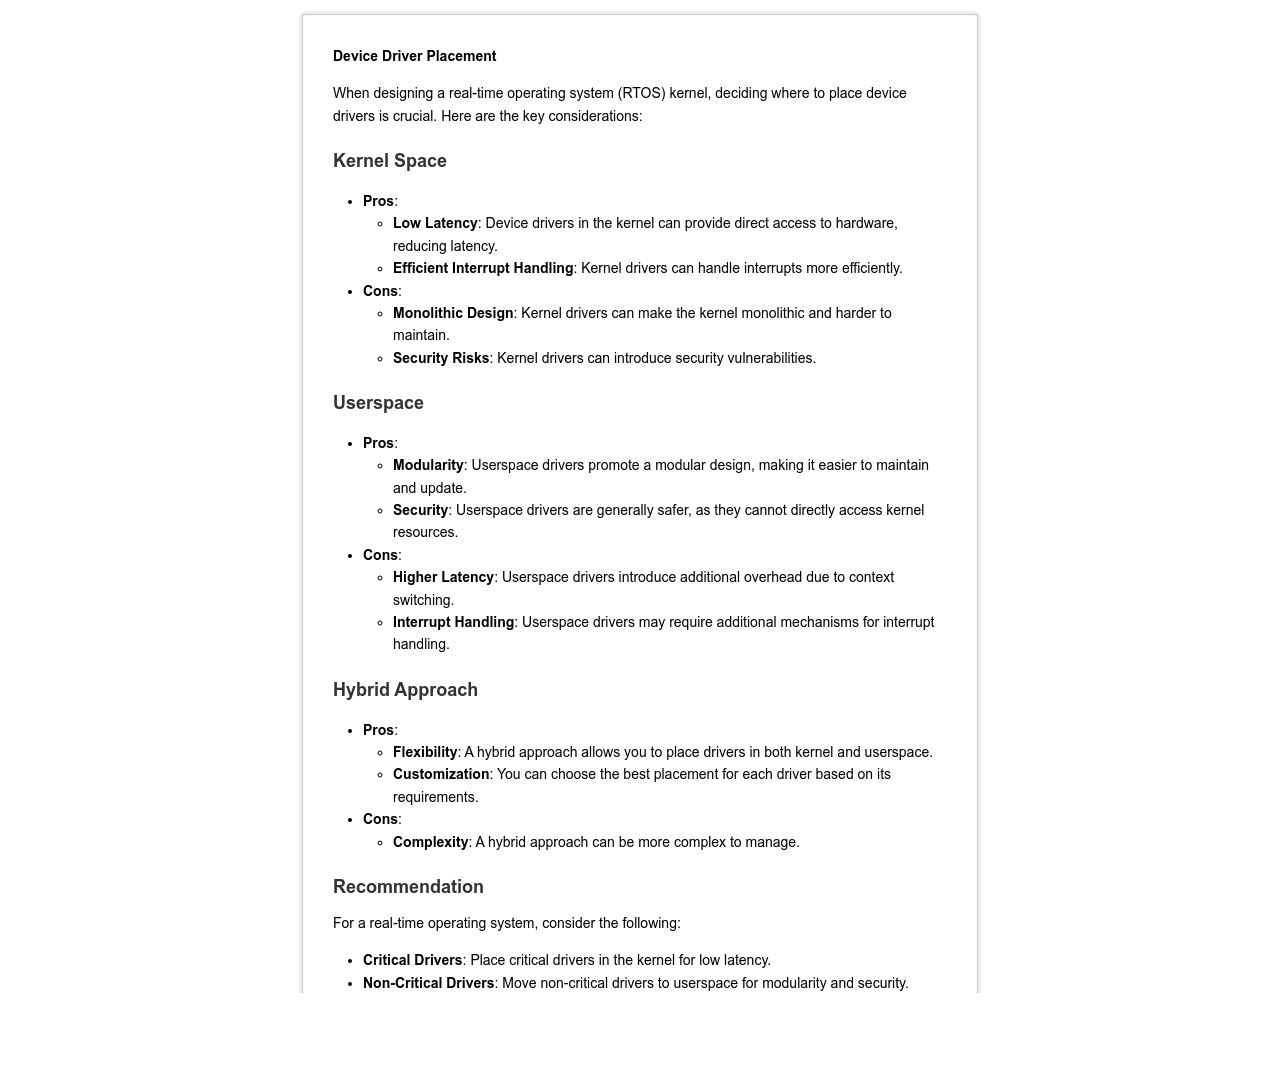 Device Driver Placement
When designing a real-time operating system (RTOS) kernel, deciding where to place device
drivers is crucial. Here are the key considerations:
Kernel Space
• Pros:
◦ Low Latency: Device drivers in the kernel can provide direct access to hardware,
reducing latency.
◦ Efficient Interrupt Handling: Kernel drivers can handle interrupts more efficiently.
• Cons:
◦ Monolithic Design: Kernel drivers can make the kernel monolithic and harder to
maintain.
◦ Security Risks: Kernel drivers can introduce security vulnerabilities.
Userspace
• Pros:
◦ Modularity: Userspace drivers promote a modular design, making it easier to maintain
and update.
◦ Security: Userspace drivers are generally safer, as they cannot directly access kernel
resources.
• Cons:
◦ Higher Latency: Userspace drivers introduce additional overhead due to context
switching.
◦ Interrupt Handling: Userspace drivers may require additional mechanisms for interrupt
handling.
Hybrid Approach
• Pros:
◦ Flexibility: A hybrid approach allows you to place drivers in both kernel and userspace.
◦ Customization: You can choose the best placement for each driver based on its
requirements.
• Cons:
◦ Complexity: A hybrid approach can be more complex to manage.
Recommendation
For a real-time operating system, consider the following:
• Critical Drivers: Place critical drivers in the kernel for low latency.
• Non-Critical Drivers: Move non-critical drivers to userspace for modularity and security.